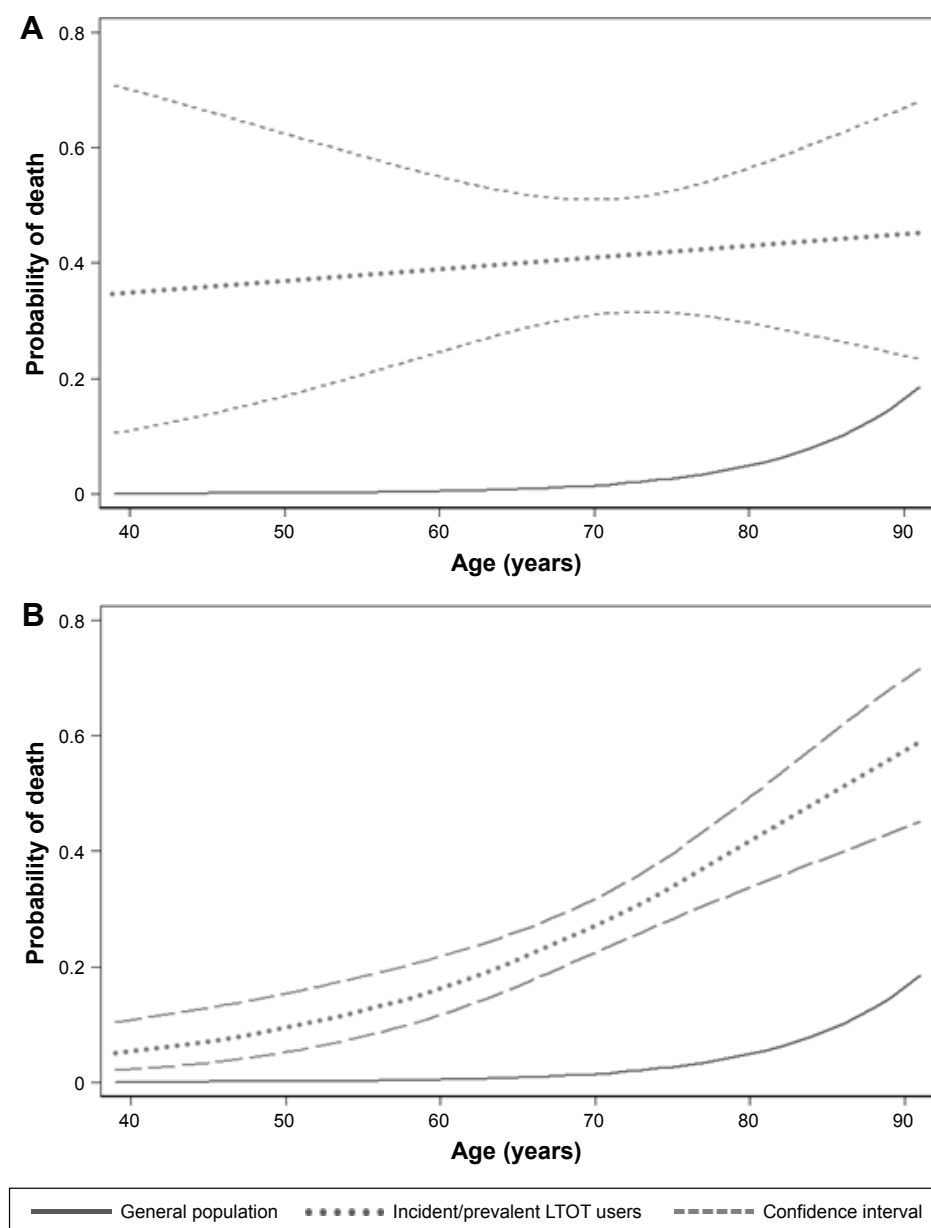 A
Probability of death
0.8
0.6
0.4
0.2
0
40 50 60 70 80 90
Age (years)
B
Probability of death
0.8
0.6
0.4
0.2
0
40 50 60 70 80 90
Age (years)
General population Incident/prevalent LTOT users Confidence interval